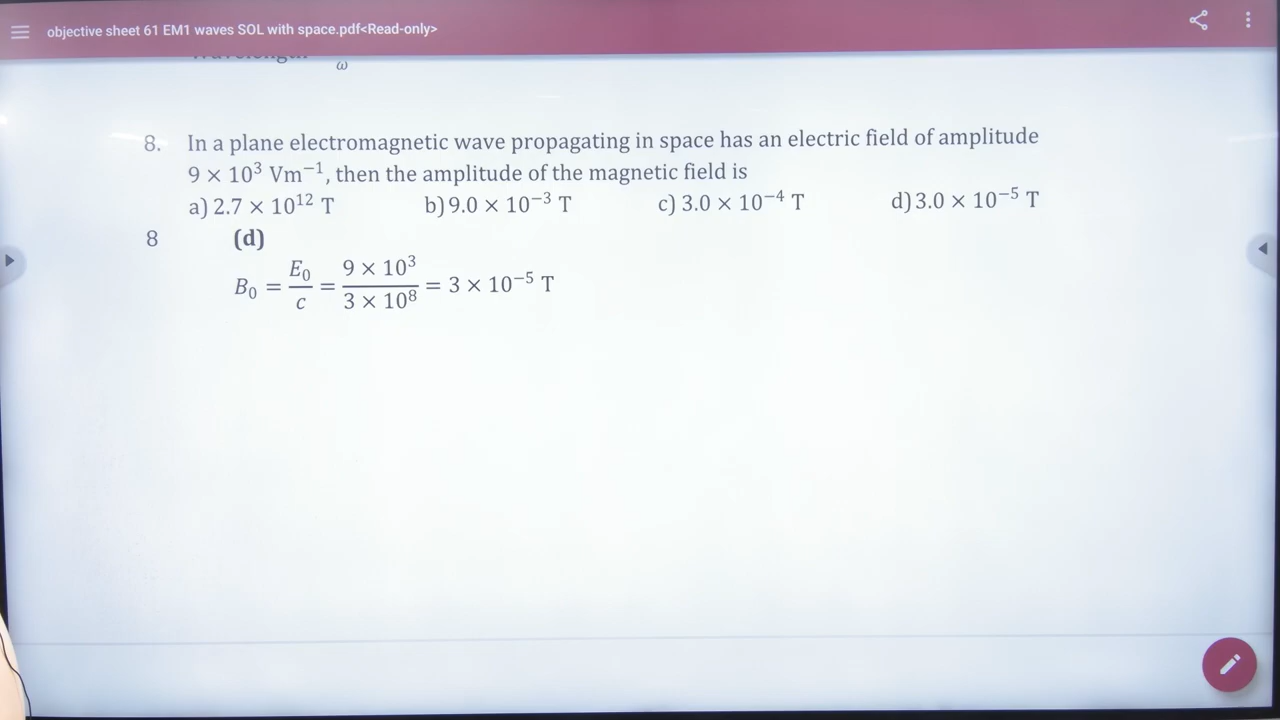 objective sheet 61 EM1 waves SOL with space.pdf<Read-only>
ω
8. In a plane electromagnetic wave propagating in space has an electric field of amplitude
9 × 10³ Vm⁻¹, then the amplitude of the magnetic field is
a) 2.7 × 10¹² T b) 9.0 × 10⁻³ T c) 3.0 × 10⁻⁴ T d) 3.0 × 10⁻⁵ T
8 (d)
B₀ = E₀/c = 9 × 10³/3 × 10⁸ = 3 × 10⁻⁵ T